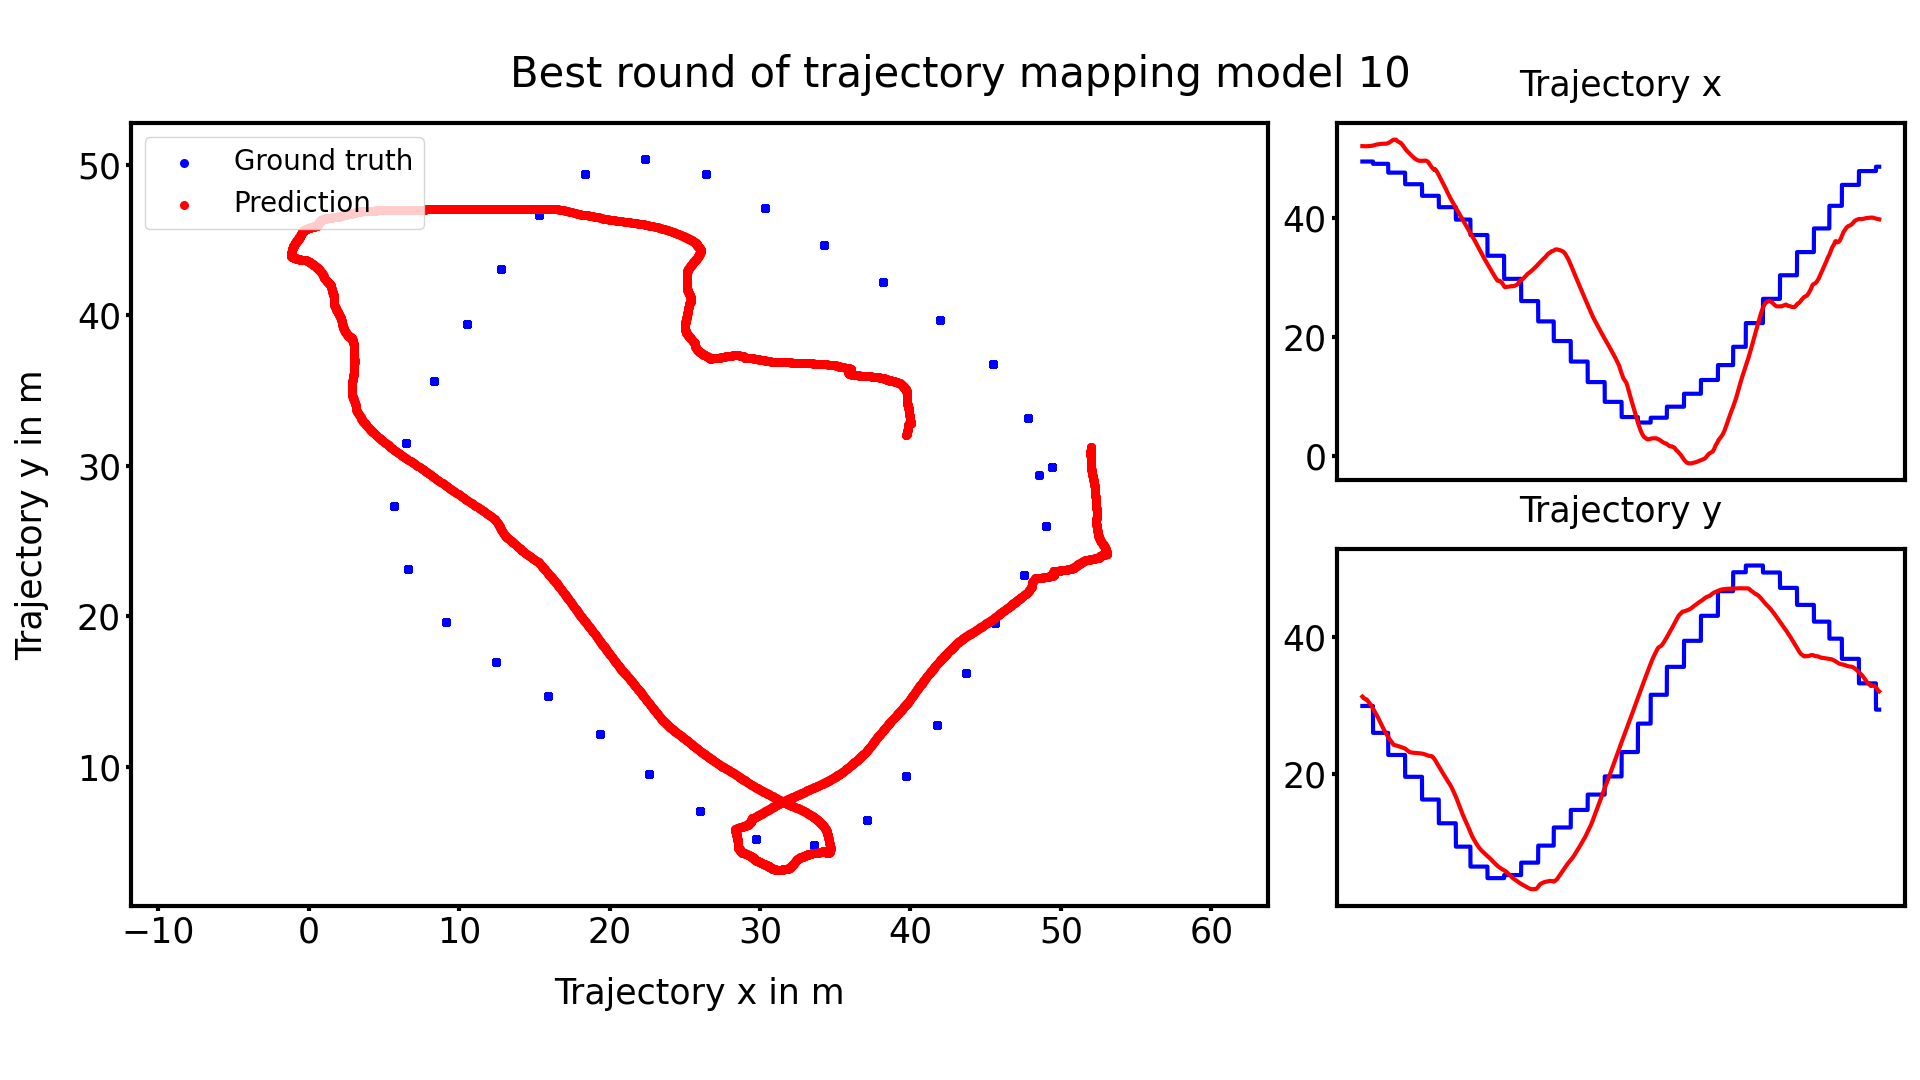 Best round of trajectory mapping model 10
Ground truth
Prediction
50
40
30
20
10
−10 0 10 20 30 40 50 60
Trajectory y in m
Trajectory x in m
Trajectory x
40
20
0
Trajectory y
40
20